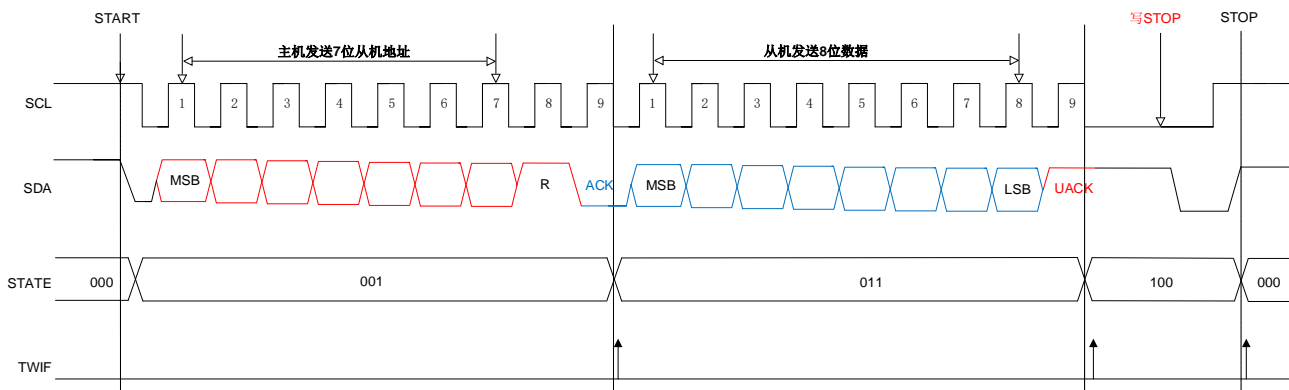 START 写STOP STOP
主机发送7位从机地址 从机发送8位数据
SCL 1 2 3 4 5 6 7 8 9 1 2 3 4 5 6 7 8 9
SDA MSB R ACK MSB LSB UACK
STATE 000 001 011 100 000
TWIF